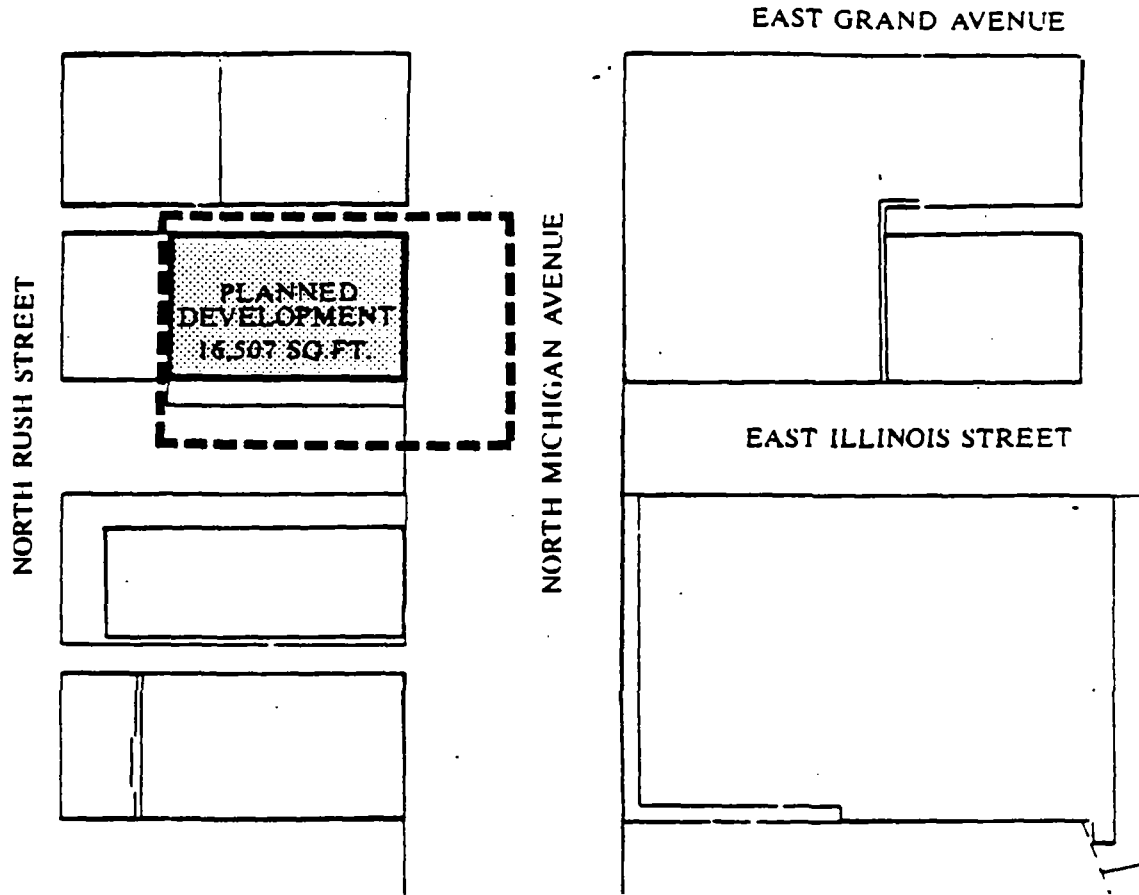 EAST GRAND AVENUE
NORTH RUSH STREET
PLANNED
DEVELOPMENT
16,507 SQ.FT.
NORTH MICHIGAN AVENUE
EAST ILLINOIS STREET